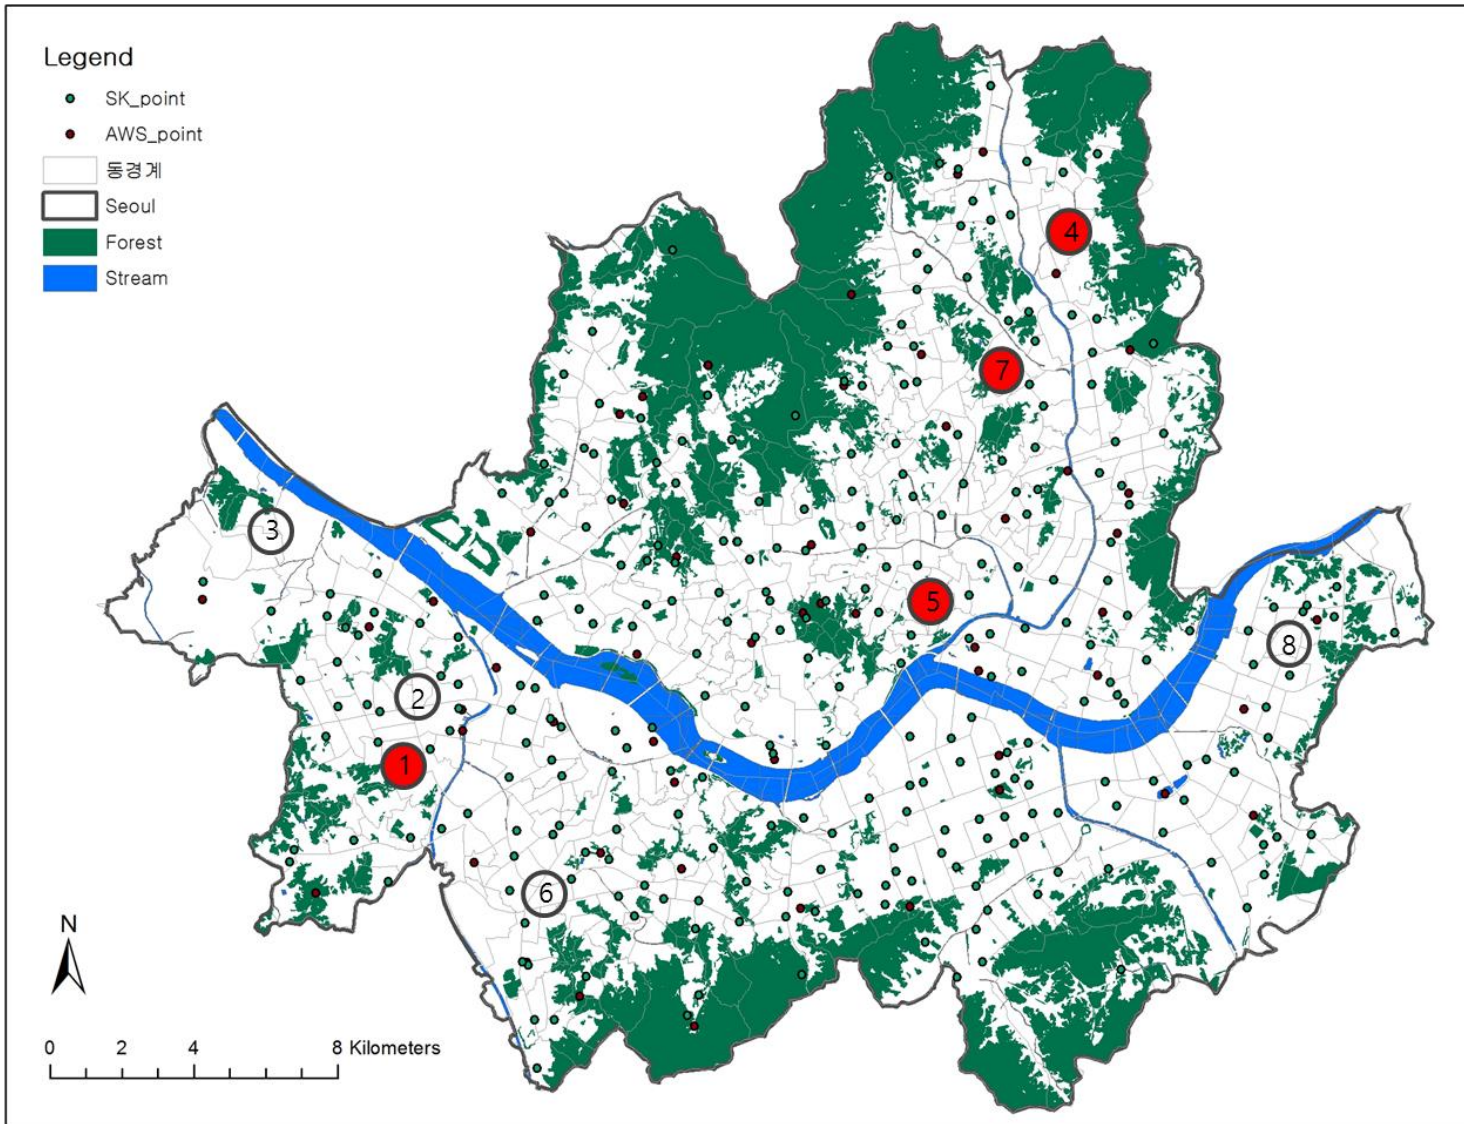 Legend
SK_point
AWS_point
동경계
Seoul
Forest
Stream
4
7
3
5
8
2
1
6
N
0 2 4 8 Kilometers